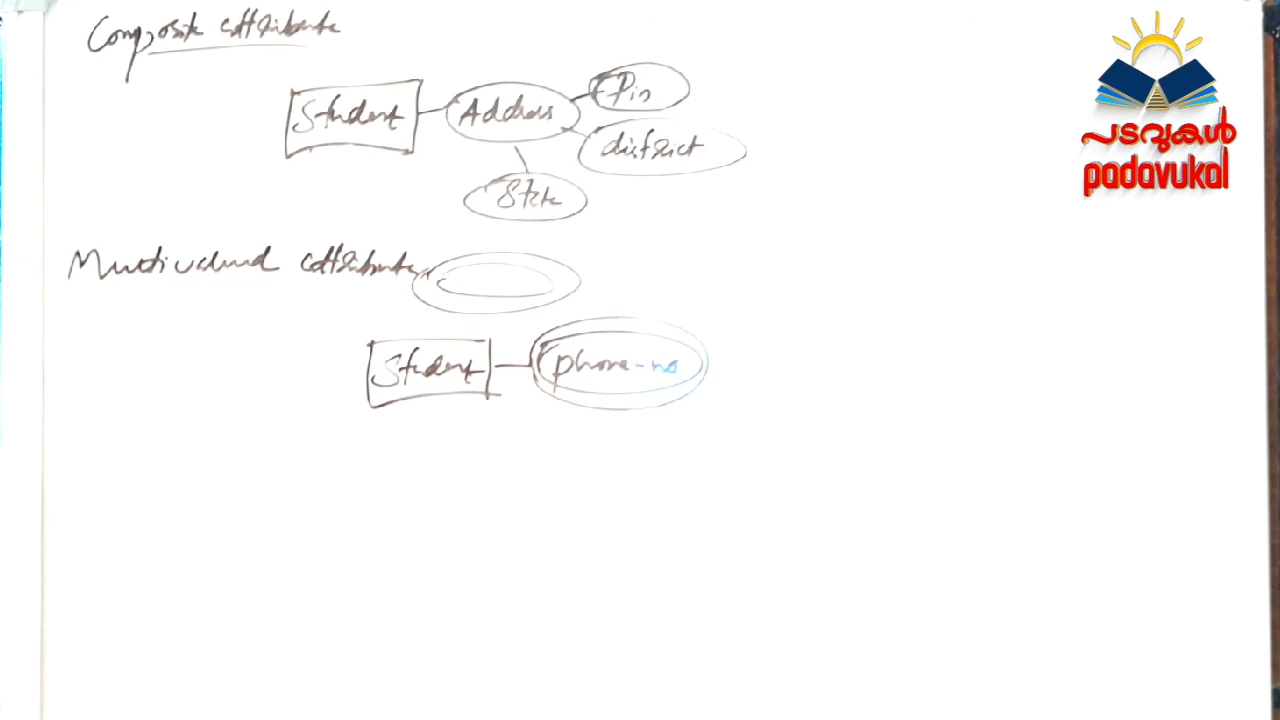 Composite attribute
Student
Address
Pin
district
State
Multivalued attribute
Student
phone-no
പടവുകൾ
padavukal